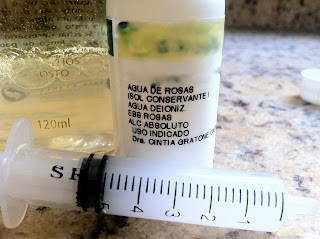 OSTO
120ml
AGUA DE ROSAS
ISOL CONSERVANTE
AGUA DEIONIZ
ESS ROSAS
ALC ABSOLUTO
USO INDICADO
Dra. CINTIA GRATONE
5 4 3 2 1